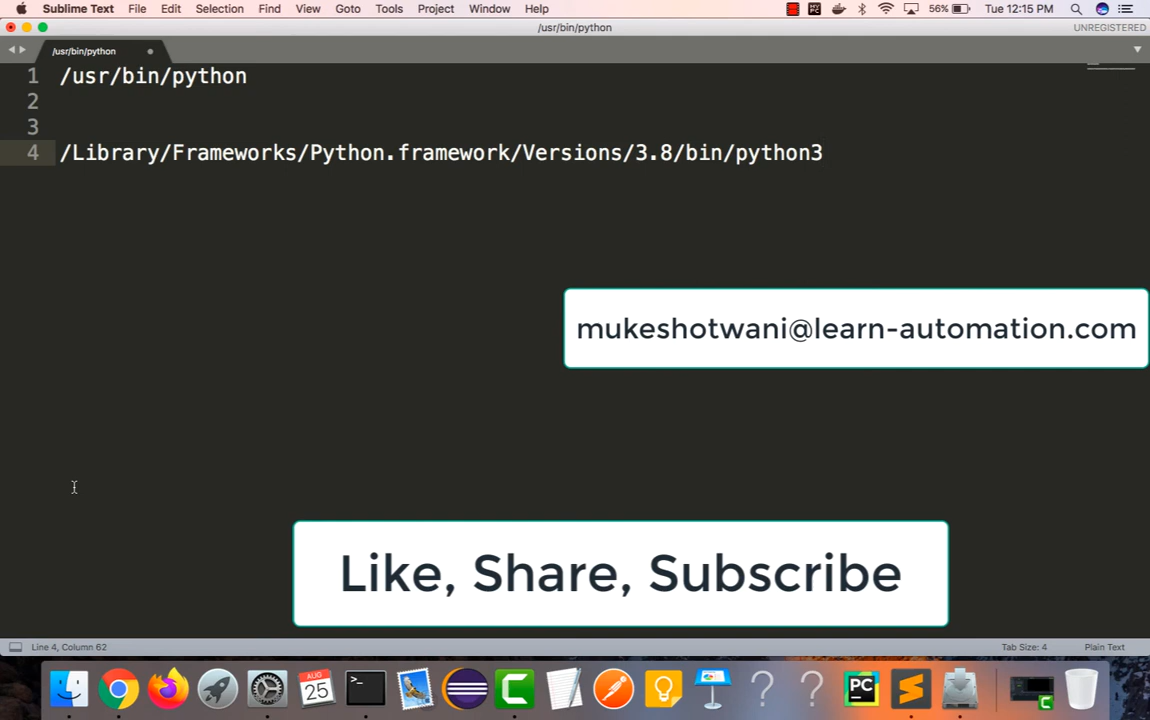 Sublime Text File Edit Selection Find View Goto Tools Project Window Help 56% Tue 12:15 PM
/usr/bin/python
UNREGISTERED
/usr/bin/python
1 /usr/bin/python
2
3
4 /Library/Frameworks/Python.framework/Versions/3.8/bin/python3
mukeshotwani@learn-automation.com
Like, Share, Subscribe
Line 4, Column 62 Tab Size: 4 Plain Text
AUG
25
PC